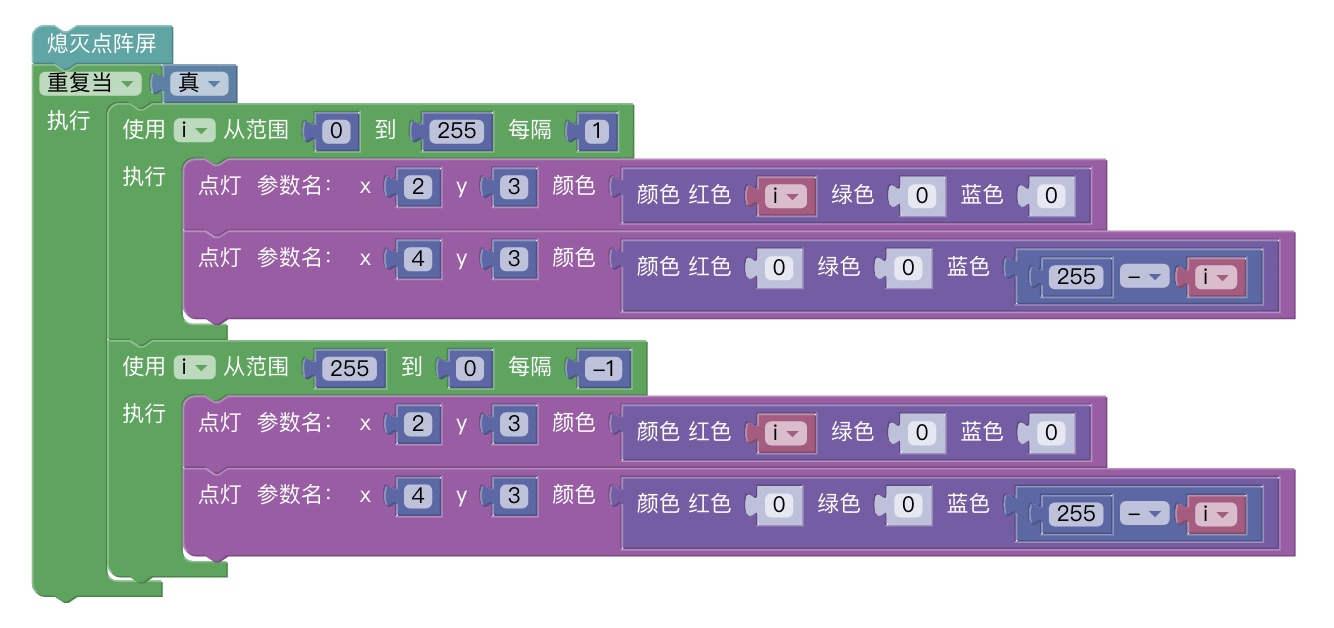 熄灭点阵屏
重复当 真
执行 使用 i 从范围 0 到 255 每隔 1
执行 点灯 参数名： x 2 y 3 颜色 颜色 红色 i 绿色 0 蓝色 0
点灯 参数名： x 4 y 3 颜色 颜色 红色 0 绿色 0 蓝色 255 - i
使用 i 从范围 255 到 0 每隔 -1
执行 点灯 参数名： x 2 y 3 颜色 颜色 红色 i 绿色 0 蓝色 0
点灯 参数名： x 4 y 3 颜色 颜色 红色 0 绿色 0 蓝色 255 - i